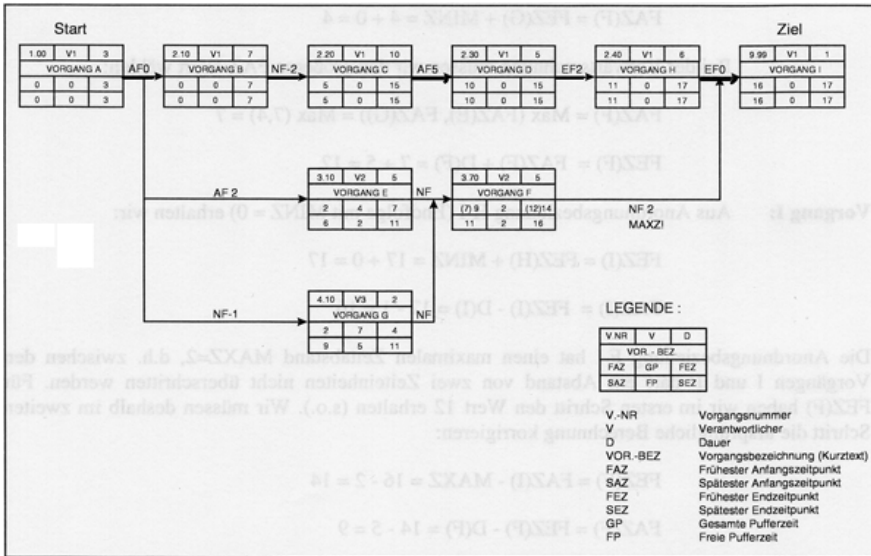 Start
Ziel
1.00 V1 3
VORGANG A
0 0 3
0 0 3
AF0
2.10 V1 7
VORGANG B
0 0 7
0 0 7
NF-2
2.20 V1 10
VORGANG C
5 0 15
5 0 15
AF5
2.30 V1 5
VORGANG D
10 0 15
10 0 15
EF2
2.40 V1 6
VORGANG H
11 0 17
11 0 17
EF0
9.99 V1 1
VORGANG I
16 0 17
16 0 17
AF 2
3.10 V2 5
VORGANG E
2 4 7
6 2 11
NF
3.70 V2 5
VORGANG F
(7) 9 2 (12)14
11 2 16
NF 2
MAXZ!
NF-1
4.10 V3 2
VORGANG G
2 7 4
9 5 11
NF
LEGENDE :
V.NR V D
VOR.- BEZ
FAZ GP FEZ
SAZ FP SEZ
V.-NR Vorgangsnummer
V Verantwortlicher
D Dauer
VOR.-BEZ Vorgangsbezeichnung (Kurztext)
FAZ Frühester Anfangszeitpunkt
SAZ Spätester Anfangszeitpunkt
FEZ Frühester Endzeitpunkt
SEZ Spätester Endzeitpunkt
GP Gesamte Pufferzeit
FP Freie Pufferzeit